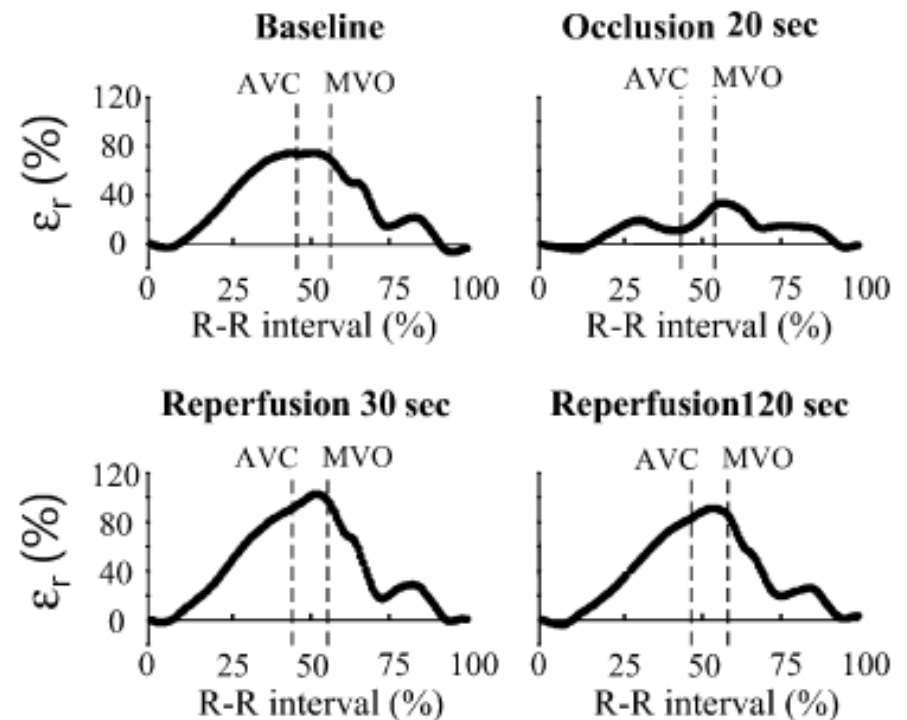 Baseline
AVC MVO
120
80
40
0
εr (%)
0 25 50 75 100
R-R interval (%)
Occlusion 20 sec
AVC MVO
0 25 50 75 100
R-R interval (%)
Reperfusion 30 sec
AVC MVO
120
80
40
0
εr (%)
0 25 50 75 100
R-R interval (%)
Reperfusion120 sec
AVC MVO
0 25 50 75 100
R-R interval (%)